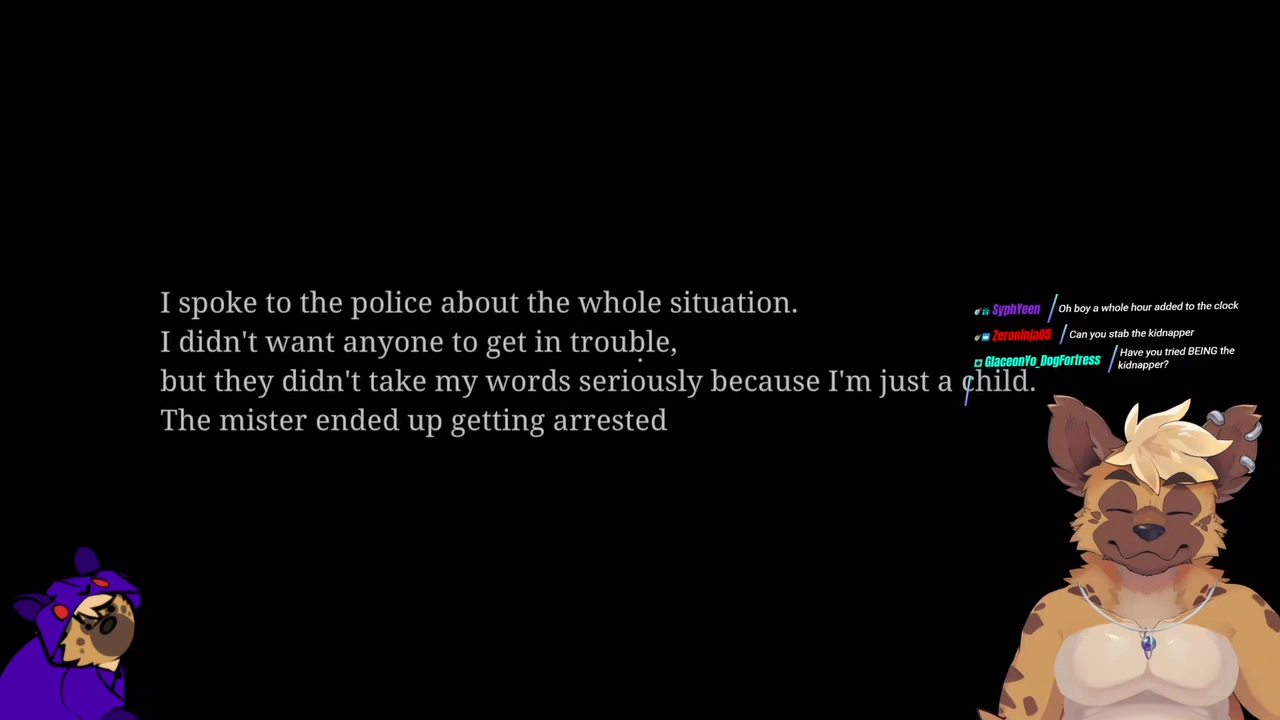 I spoke to the police about the whole situation.
I didn't want anyone to get in trouble,
but they didn't take my words seriously because I'm just a child.
The mister ended up getting arrested
SyphYeen Oh boy a whole hour added to the clock
Zeroninja05 Can you stab the kidnapper
GlaceonYo_DogFortress Have you tried BEING the
kidnapper?